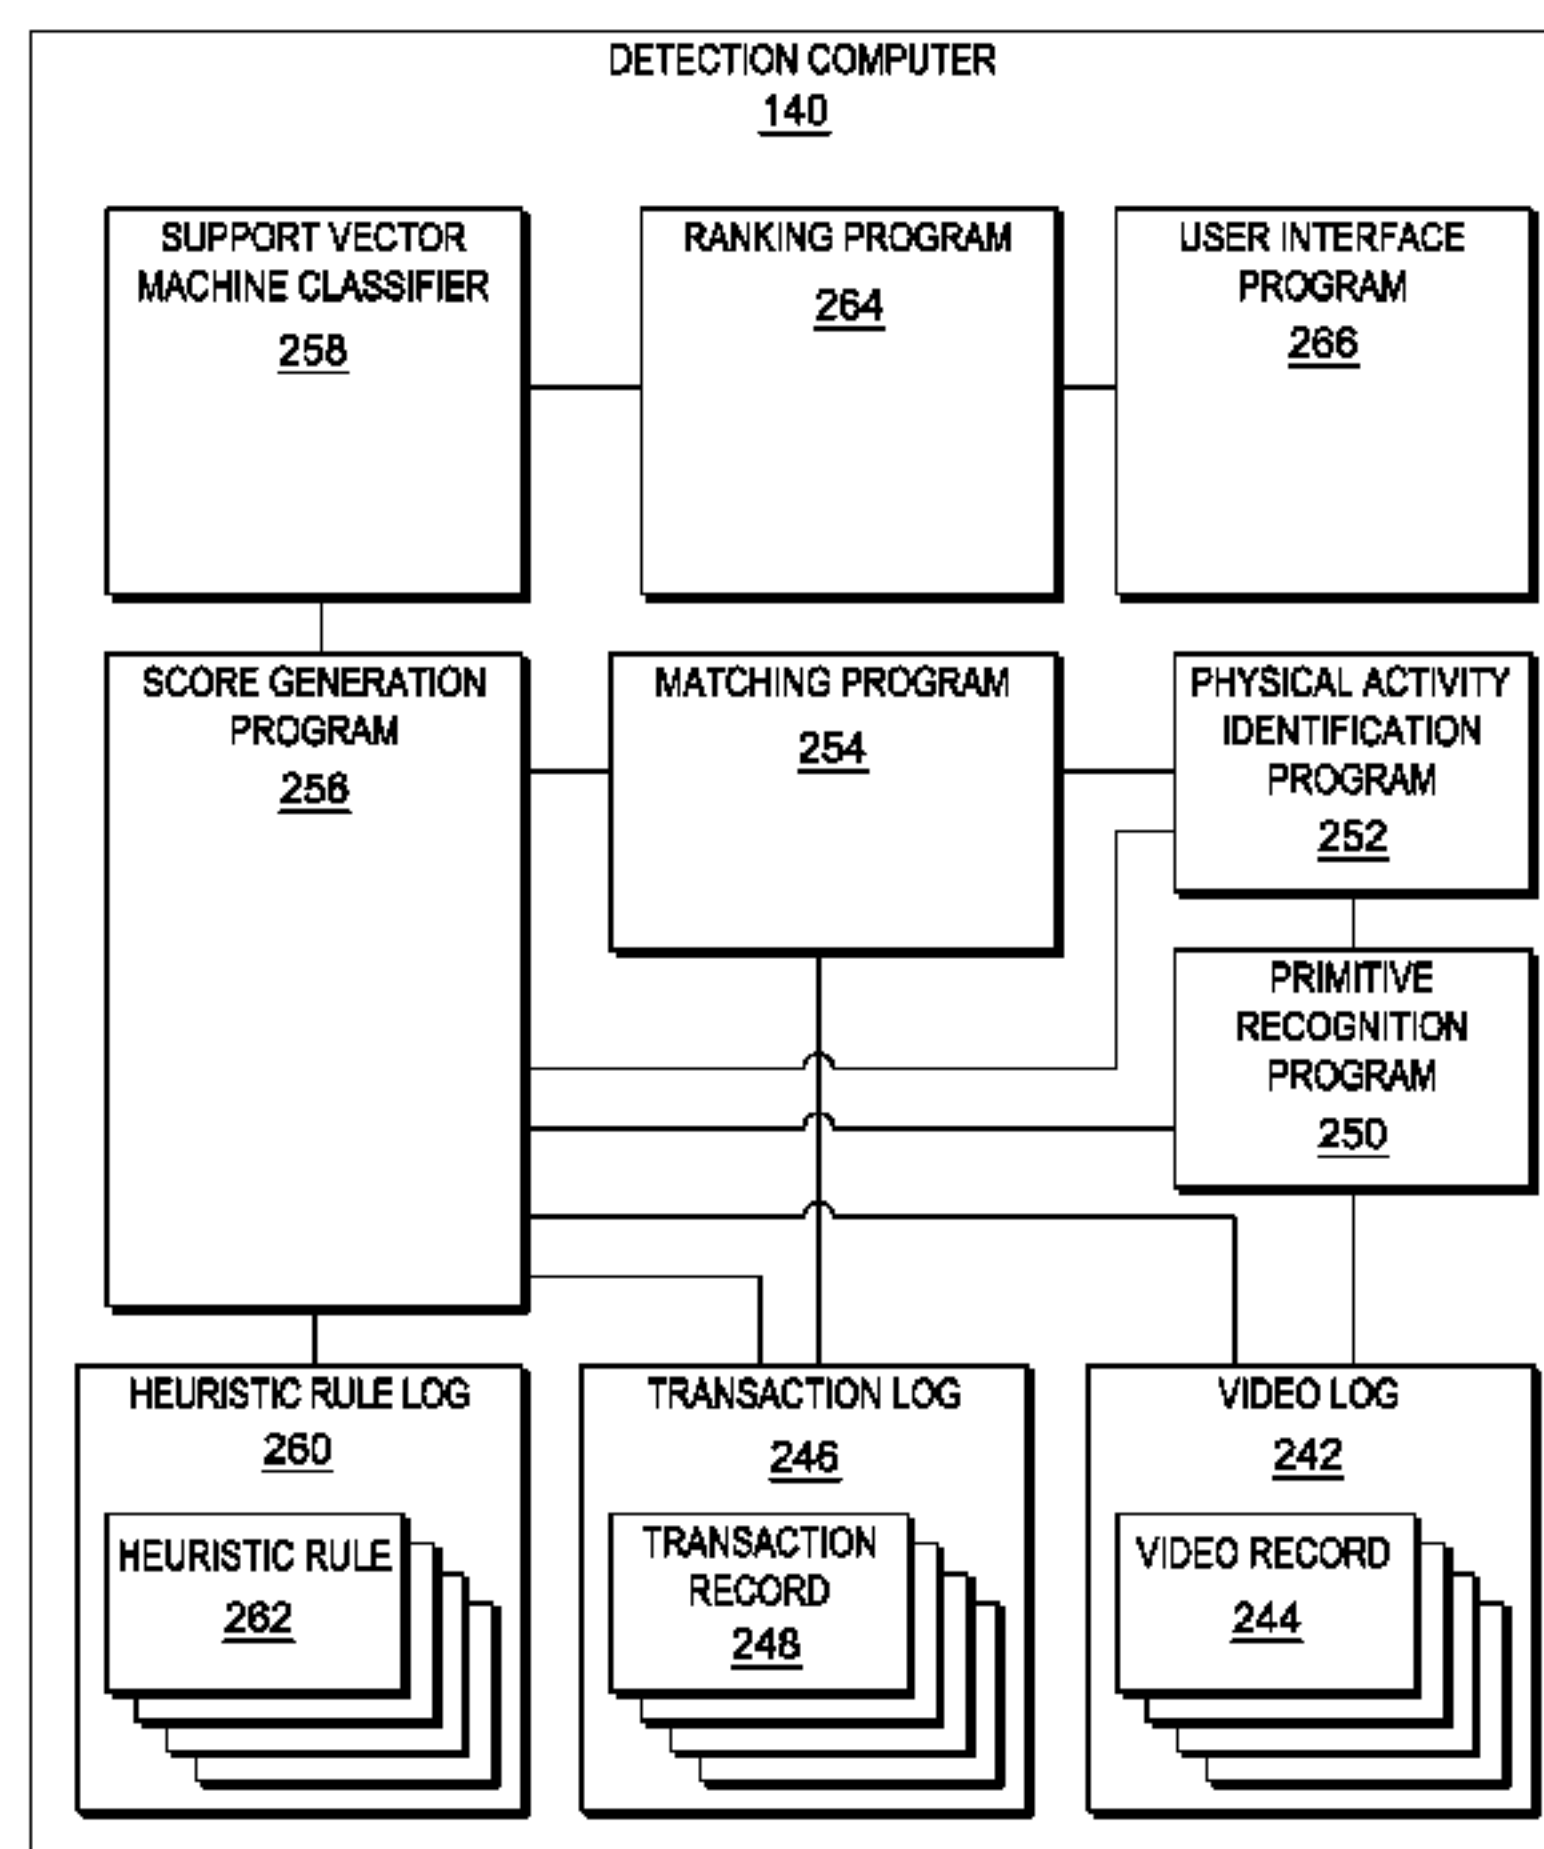 DETECTION COMPUTER
140
SUPPORT VECTOR
MACHINE CLASSIFIER
258
RANKING PROGRAM
264
USER INTERFACE
PROGRAM
266
SCORE GENERATION
PROGRAM
256
MATCHING PROGRAM
254
PHYSICAL ACTIVITY
IDENTIFICATION
PROGRAM
252
PRIMITIVE
RECOGNITION
PROGRAM
250
HEURISTIC RULE LOG
260
HEURISTIC RULE
262
TRANSACTION LOG
246
TRANSACTION
RECORD
248
VIDEO LOG
242
VIDEO RECORD
244